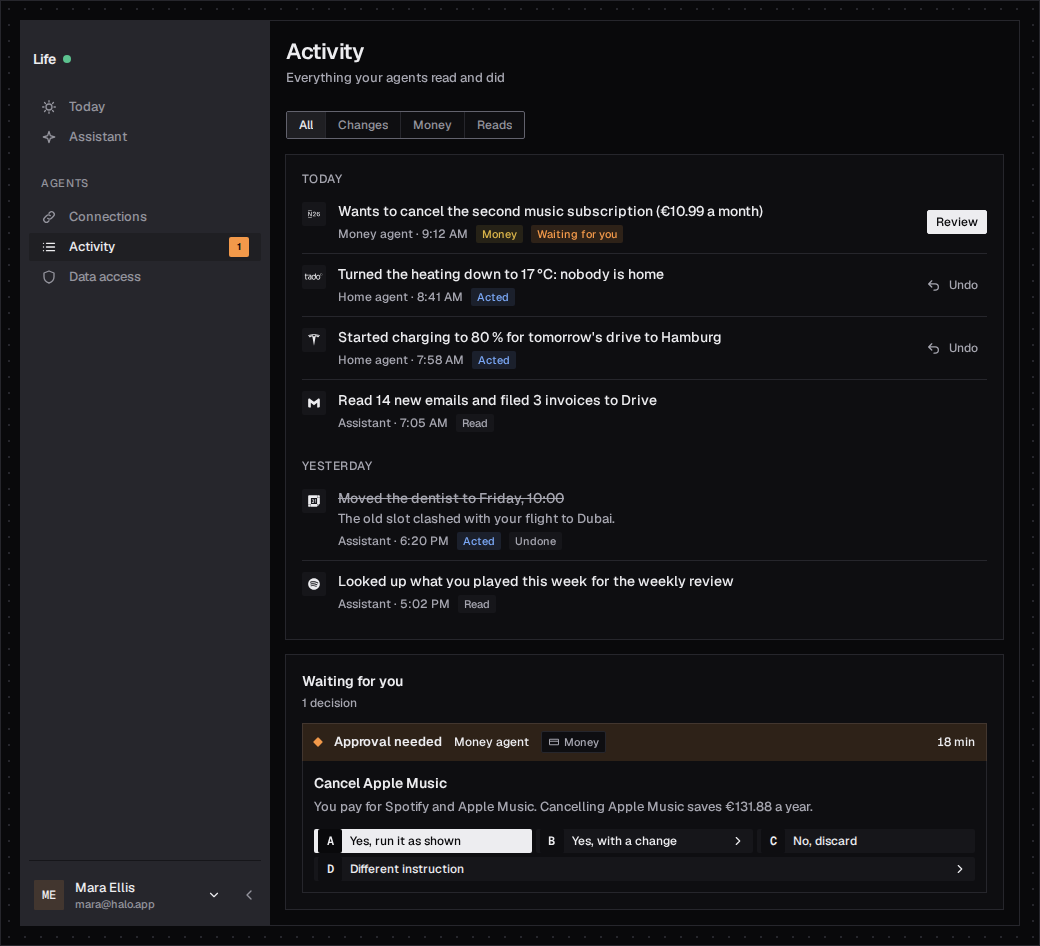 Life
Today
Assistant
AGENTS
Connections
Activity 1
Data access
ME
Mara Ellis
mara@halo.app
Activity
Everything your agents read and did
All Changes Money Reads
TODAY
N26
Wants to cancel the second music subscription (€10.99 a month)
Money agent · 9:12 AM Money Waiting for you
Review
tado°
Turned the heating down to 17 °C: nobody is home
Home agent · 8:41 AM Acted
Undo
Started charging to 80 % for tomorrow's drive to Hamburg
Home agent · 7:58 AM Acted
Undo
Read 14 new emails and filed 3 invoices to Drive
Assistant · 7:05 AM Read
YESTERDAY
Moved the dentist to Friday, 10:00
The old slot clashed with your flight to Dubai.
Assistant · 6:20 PM Acted Undone
Looked up what you played this week for the weekly review
Assistant · 5:02 PM Read
Waiting for you
1 decision
Approval needed Money agent Money 18 min
Cancel Apple Music
You pay for Spotify and Apple Music. Cancelling Apple Music saves €131.88 a year.
A Yes, run it as shown B Yes, with a change C No, discard
D Different instruction